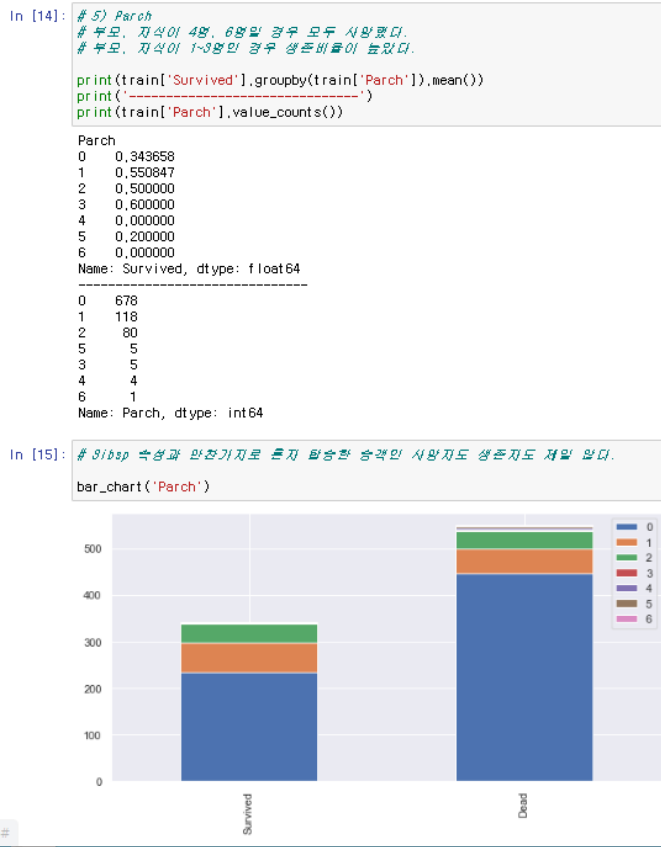 In [14]: # 5) Parch
# 부모, 자식이 4명, 6명일 경우 모두 사망했다.
# 부모, 자식이 1~3명인 경우 생존비율이 높았다.
print(train['Survived'].groupby(train['Parch']).mean())
print('------------------------------')
print(train['Parch'].value_counts())
Parch
0 0.343658
1 0.550847
2 0.500000
3 0.600000
4 0.000000
5 0.200000
6 0.000000
Name: Survived, dtype: float64
------------------------------
0 678
1 118
2 80
5 5
3 5
4 4
6 1
Name: Parch, dtype: int64
In [15]: # Sibsp 속성과 마찬가지로 혼자 탑승한 승객인 사망자도 생존자도 제일 많다.
bar_chart('Parch')
500
400
300
200
100
0
Survived
Dead
0
1
2
3
4
5
6
#